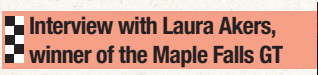 Interview with Laura Akers,
winner of the Maple Falls GT